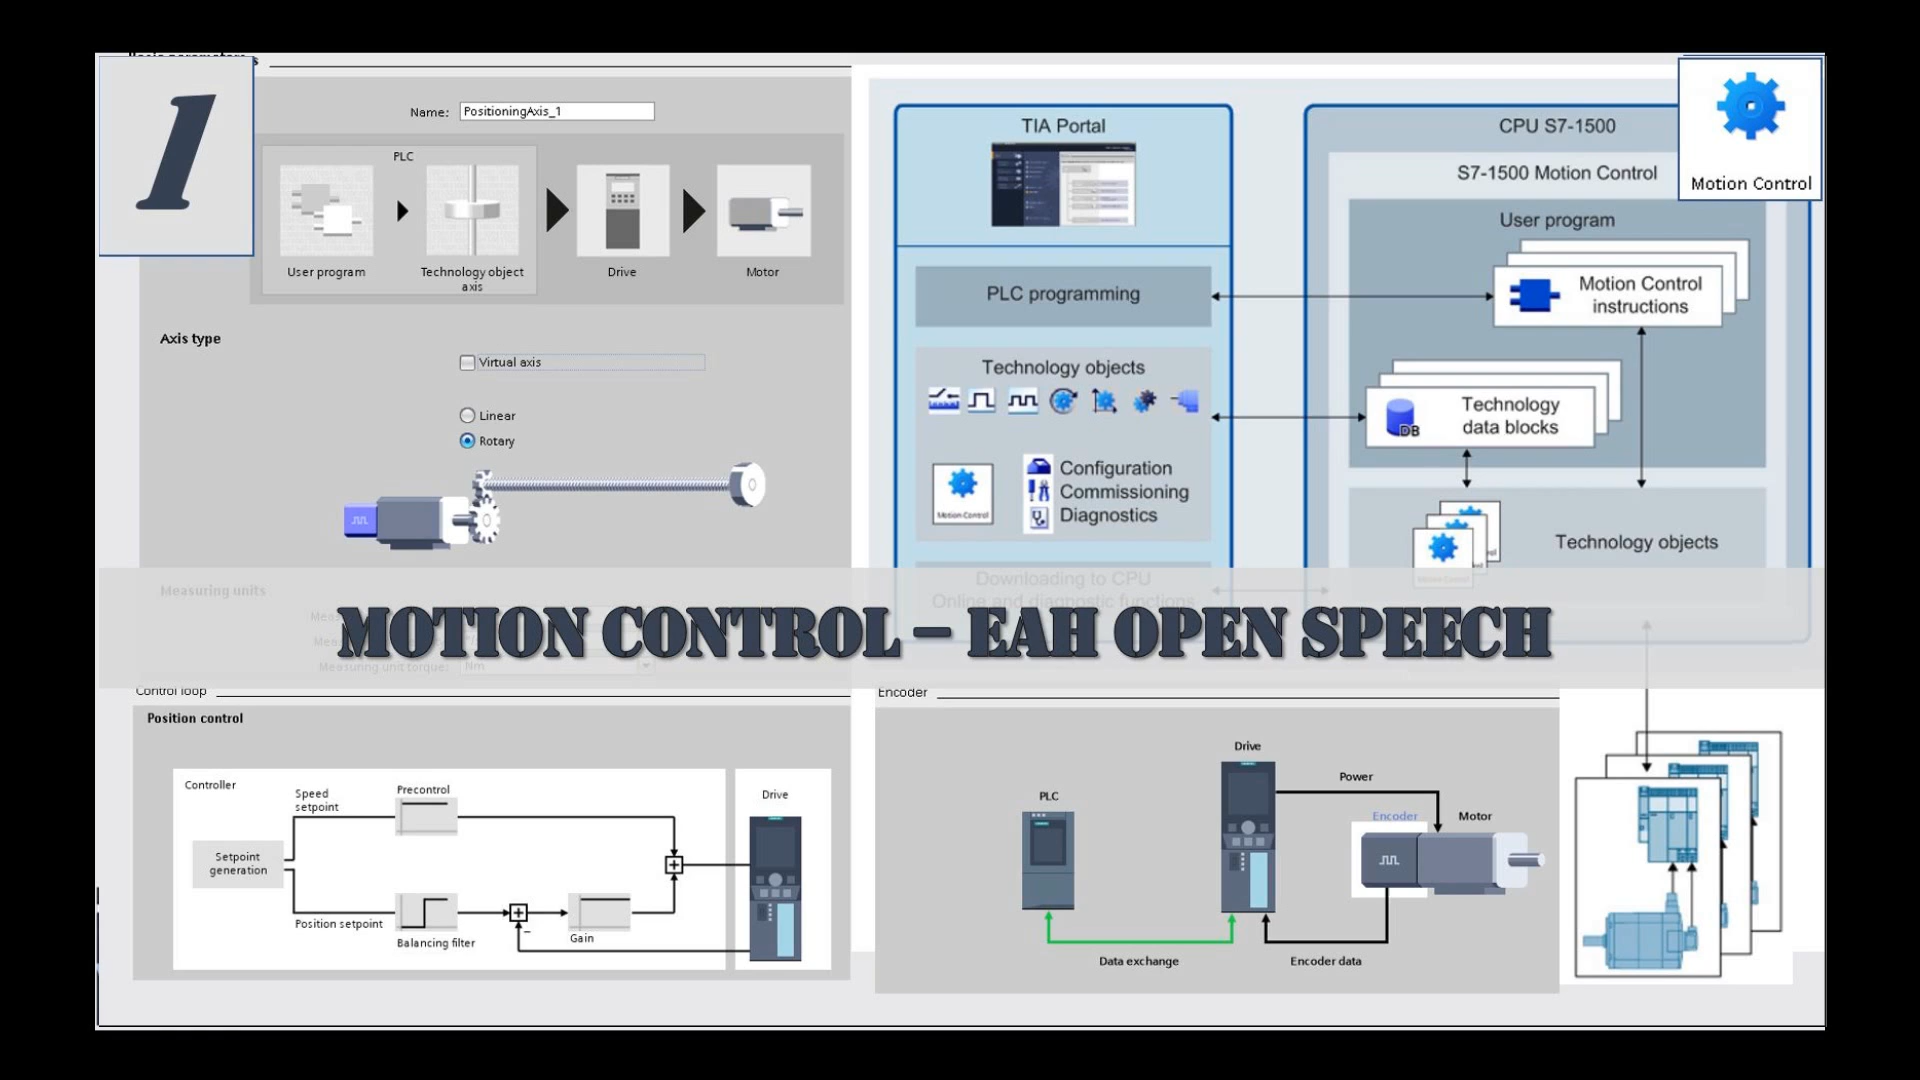 1
Name: PositioningAxis_1
PLC
User program
Technology object
axis
Drive
Motor
Axis type
Virtual axis
Linear
Rotary
Measuring units
TIA Portal
PLC programming
Technology objects
Motion Control
Configuration
Commissioning
Diagnostics
Downloading to CPU
Online and diagnostic functions
CPU S7-1500
S7-1500 Motion Control
User program
Motion Control
instructions
Technology
data blocks
DB
Technology objects
Motion Control
MOTION CONTROL – EAH OPEN SPEECH
Measuring unit torque: Nm
Control loop
Position control
Controller
Speed
setpoint
Precontrol
Setpoint
generation
Position setpoint
Balancing filter
Gain
Drive
Encoder
Drive
Power
PLC
Encoder
Motor
Data exchange
Encoder data